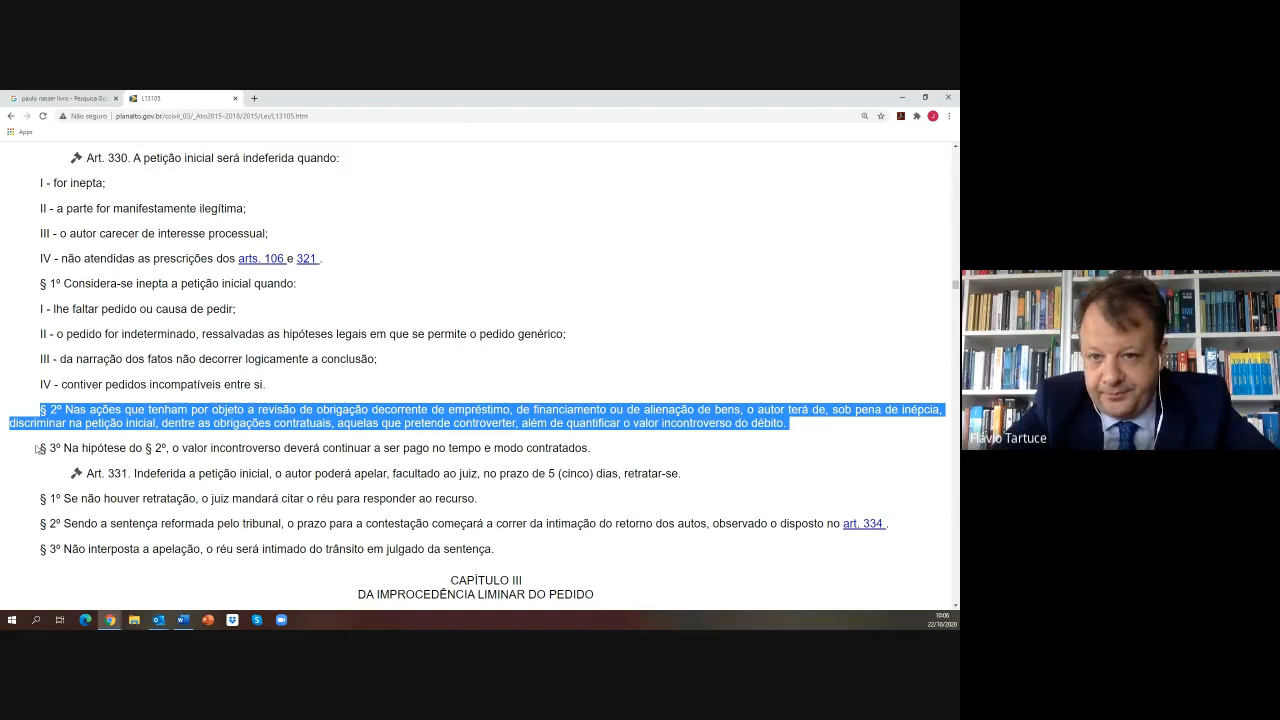 paulo nasser livro - Pesquisa Goo
L13105
Não seguro | planalto.gov.br/ccivil_03/_Ato2015-2018/2015/Lei/L13105.htm
Apps
Art. 330. A petição inicial será indeferida quando:
I - for inepta;
II - a parte for manifestamente ilegítima;
III - o autor carecer de interesse processual;
IV - não atendidas as prescrições dos arts. 106 e 321 .
§ 1º Considera-se inepta a petição inicial quando:
I - lhe faltar pedido ou causa de pedir;
II - o pedido for indeterminado, ressalvadas as hipóteses legais em que se permite o pedido genérico;
III - da narração dos fatos não decorrer logicamente a conclusão;
IV - contiver pedidos incompatíveis entre si.
§ 2º Nas ações que tenham por objeto a revisão de obrigação decorrente de empréstimo, de financiamento ou de alienação de bens, o autor terá de, sob pena de inépcia,
discriminar na petição inicial, dentre as obrigações contratuais, aquelas que pretende controverter, além de quantificar o valor incontroverso do débito.
§ 3º Na hipótese do § 2º, o valor incontroverso deverá continuar a ser pago no tempo e modo contratados.
Art. 331. Indeferida a petição inicial, o autor poderá apelar, facultado ao juiz, no prazo de 5 (cinco) dias, retratar-se.
§ 1º Se não houver retratação, o juiz mandará citar o réu para responder ao recurso.
§ 2º Sendo a sentença reformada pelo tribunal, o prazo para a contestação começará a correr da intimação do retorno dos autos, observado o disposto no art. 334 .
§ 3º Não interposta a apelação, o réu será intimado do trânsito em julgado da sentença.
CAPÍTULO III
DA IMPROCEDÊNCIA LIMINAR DO PEDIDO
10:06
22/10/2020
Flávio Tartuce